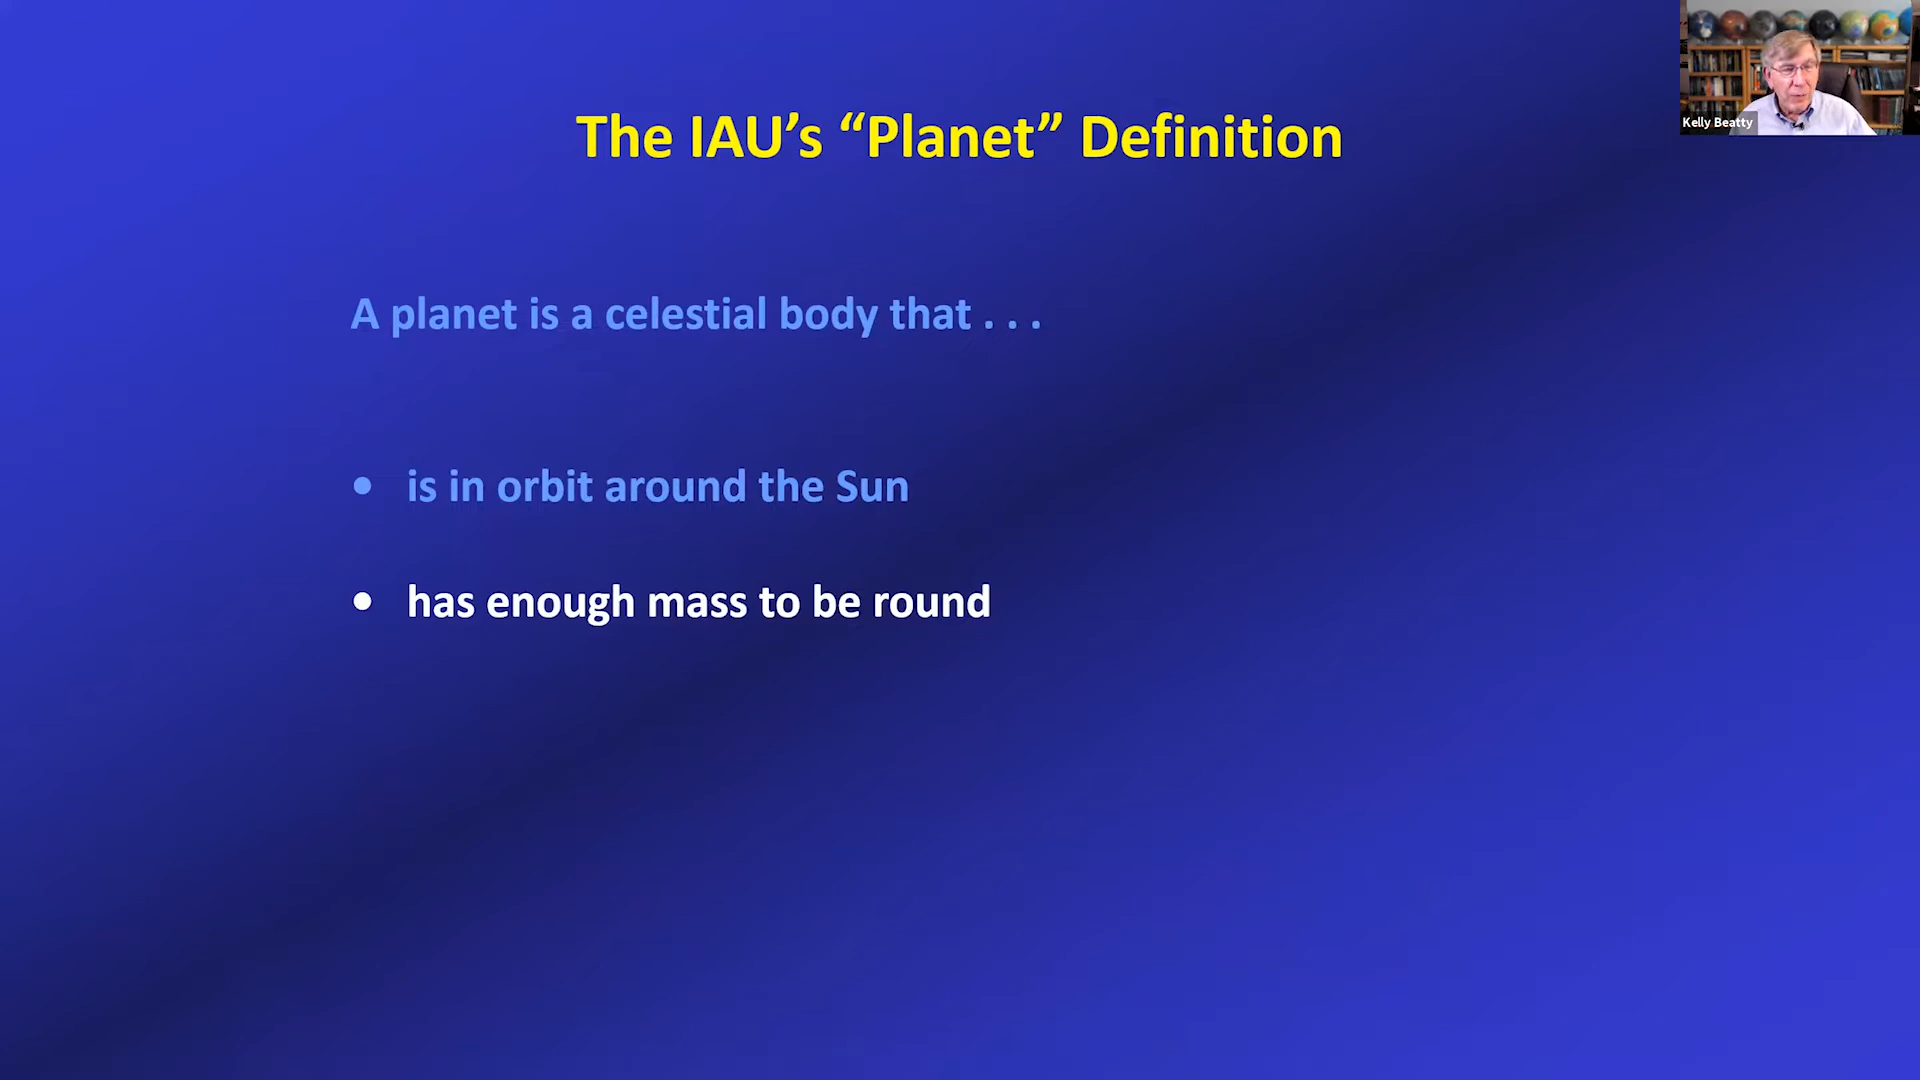 The IAU’s “Planet” Definition
Kelly Beatty
A planet is a celestial body that . . .
• is in orbit around the Sun
• has enough mass to be round